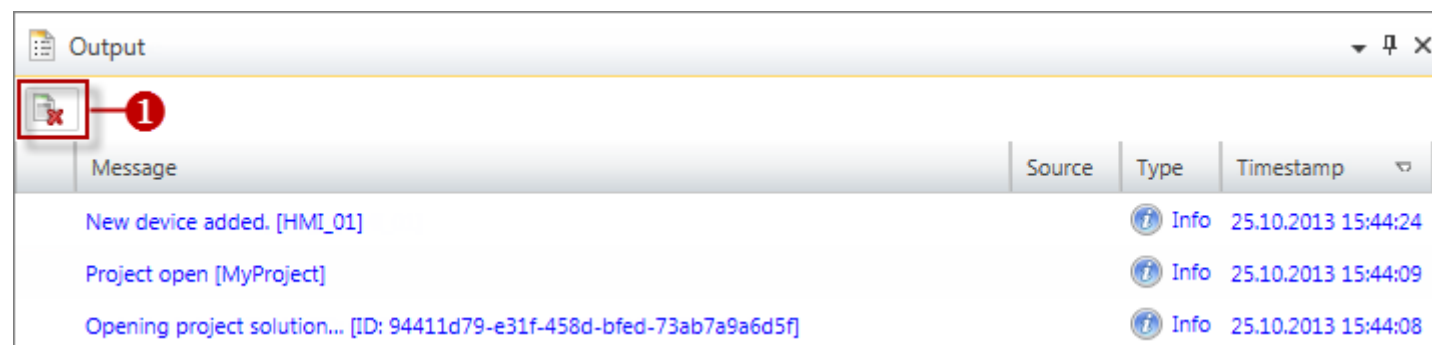 Output
1
Message Source Type Timestamp
New device added. [HMI_01] Info 25.10.2013 15:44:24
Project open [MyProject] Info 25.10.2013 15:44:09
Opening project solution... [ID: 94411d79-e31f-458d-bfed-73ab7a9a6d5f] Info 25.10.2013 15:44:08